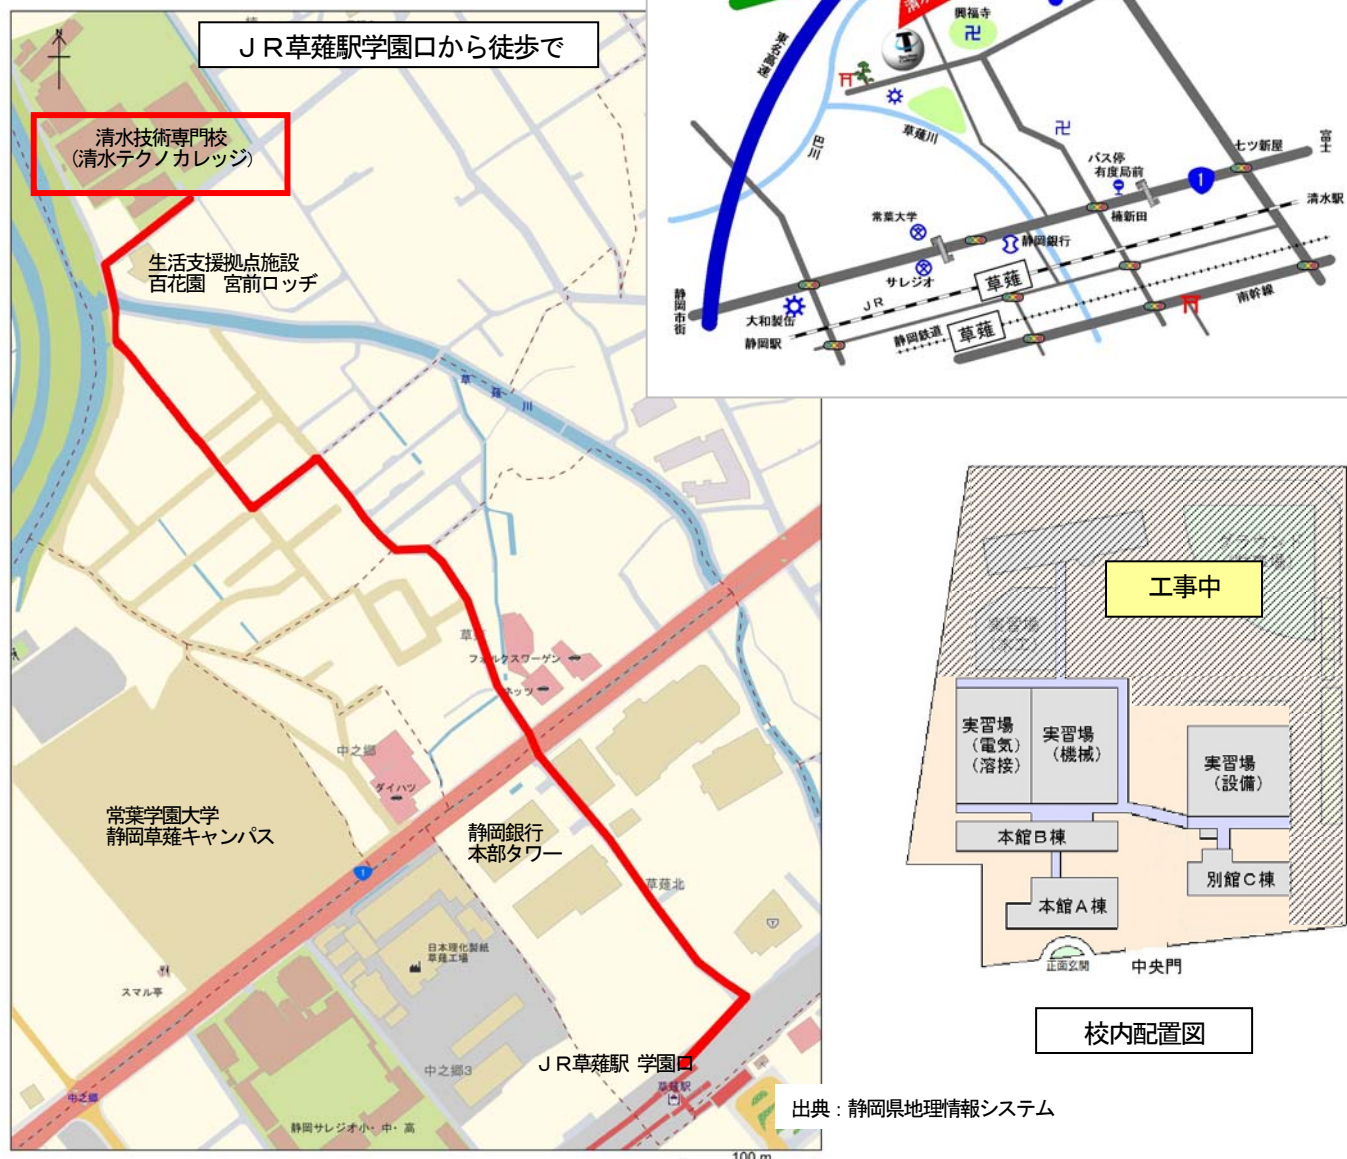 ＪＲ草薙駅学園口から徒歩で
N
清水技術専門校
（清水テクノカレッジ）
生活支援拠点施設
百花園　宮前ロッヂ
草薙川
フォルクスワーゲン
ネッツ
中之郷
ダイハツ
常葉学園大学
静岡草薙キャンパス
静岡銀行
本部タワー
草薙北
1
日本理化製紙
草薙工場
スマル亭
中之郷3
ＪＲ草薙駅 学園口
草薙駅
中之郷
静岡サレジオ小・中・高
100 m
東名高速
興福寺
巴川
草薙川
バス停
有度局前
七ツ新屋
富士
1
楠新田
清水駅
常葉大学
静岡銀行
サレジオ
草薙
ＪＲ
静岡市街
大和製缶
静岡駅
静岡鉄道
草薙
南幹線
工事中
実習場
（電気）
（溶接）
実習場
（機械）
実習場
（設備）
本館Ｂ棟
別館Ｃ棟
本館Ａ棟
正面玄関
中央門
校内配置図
出典：静岡県地理情報システム